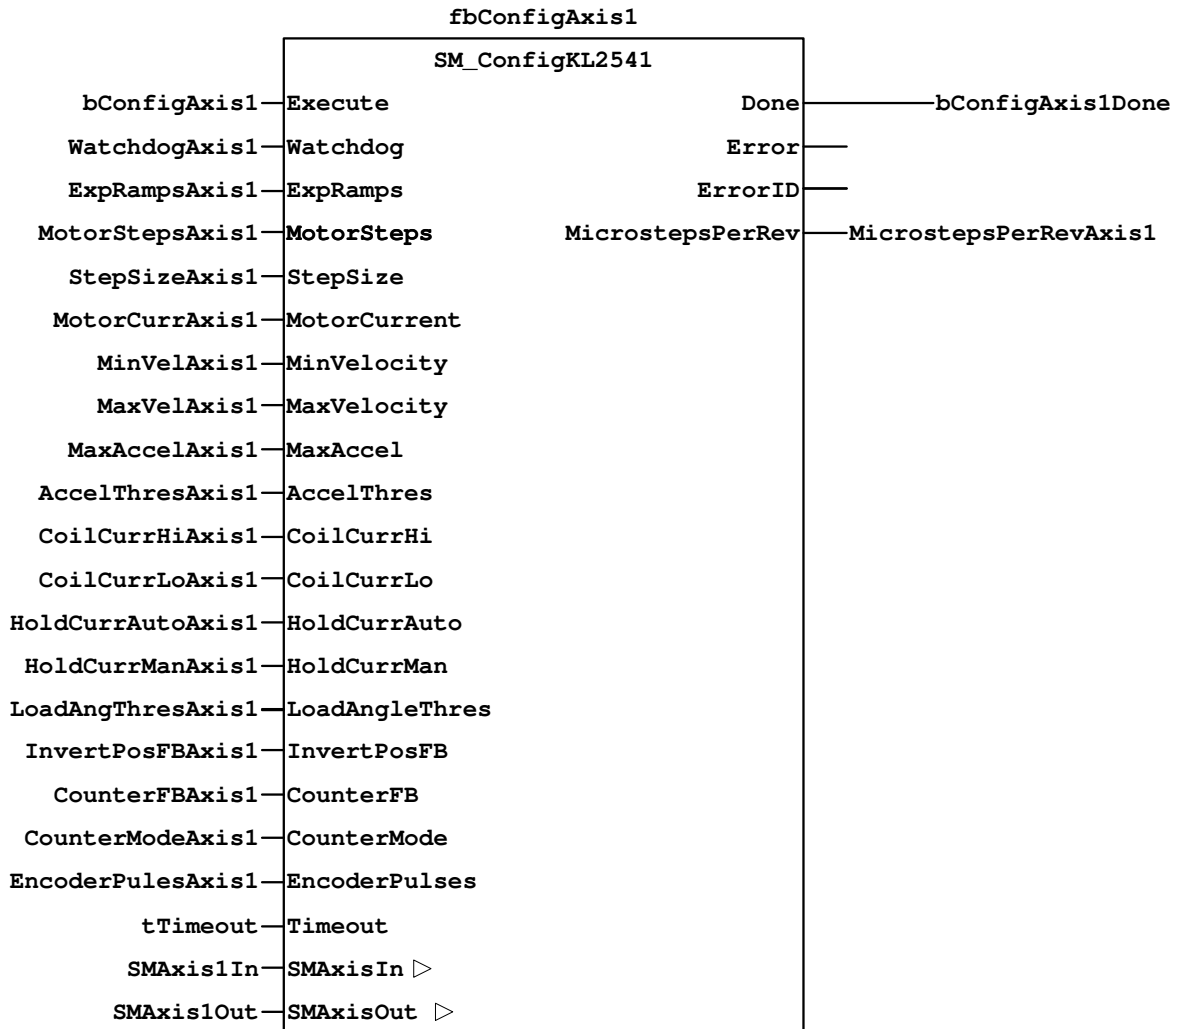 fbConfigAxis1
SM_ConfigKL2541
bConfigAxis1 Execute Done bConfigAxis1Done
WatchdogAxis1 Watchdog Error
ExpRampsAxis1 ExpRamps ErrorID
MotorStepsAxis1 MotorSteps MicrostepsPerRev MicrostepsPerRevAxis1
StepSizeAxis1 StepSize
MotorCurrAxis1 MotorCurrent
MinVelAxis1 MinVelocity
MaxVelAxis1 MaxVelocity
MaxAccelAxis1 MaxAccel
AccelThresAxis1 AccelThres
CoilCurrHiAxis1 CoilCurrHi
CoilCurrLoAxis1 CoilCurrLo
HoldCurrAutoAxis1 HoldCurrAuto
HoldCurrManAxis1 HoldCurrMan
LoadAngThresAxis1 LoadAngleThres
InvertPosFBAxis1 InvertPosFB
CounterFBAxis1 CounterFB
CounterModeAxis1 CounterMode
EncoderPulesAxis1 EncoderPulses
tTimeout Timeout
SMAxis1In SMAxisIn
SMAxis1Out SMAxisOut